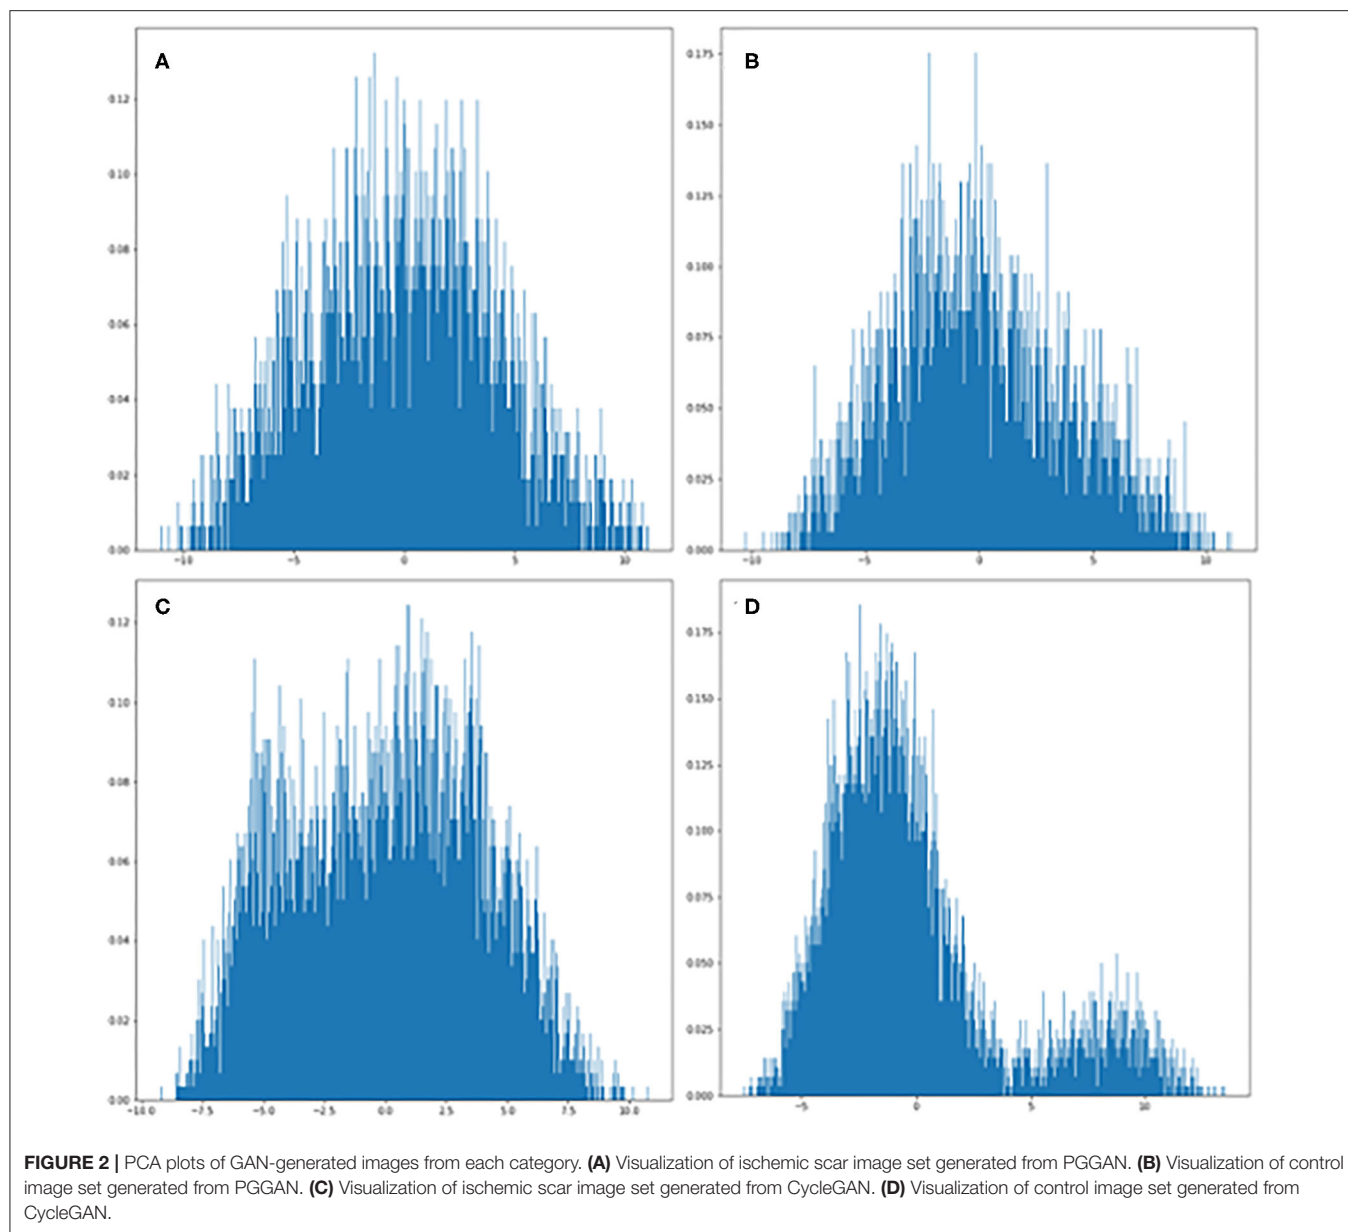 A
0.12
0.10
0.08
0.06
0.04
0.02
0.00
−10 −5 0 5 10
B
0.175
0.150
0.125
0.100
0.075
0.050
0.025
0.000
−10 −5 0 5 10
C
0.12
0.10
0.08
0.06
0.04
0.02
0.00
−10.0 −7.5 −5.0 −2.5 0.0 2.5 5.0 7.5 10.0
D
0.175
0.150
0.125
0.100
0.075
0.050
0.025
0.000
−5 0 5 10
FIGURE 2 | PCA plots of GAN-generated images from each category. (A) Visualization of ischemic scar image set generated from PGGAN. (B) Visualization of control
image set generated from PGGAN. (C) Visualization of ischemic scar image set generated from CycleGAN. (D) Visualization of control image set generated from
CycleGAN.